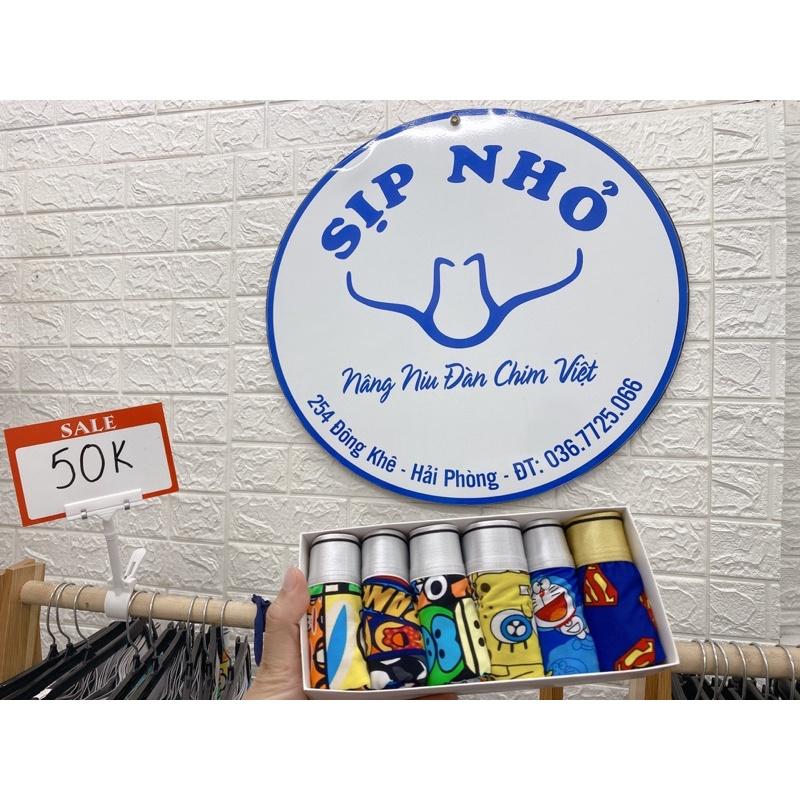 SỊP NHỎ
Nâng Niu Đàn Chim Việt
254 Đông Khê - Hải Phòng - ĐT: 036.7725.066
SALE
50K